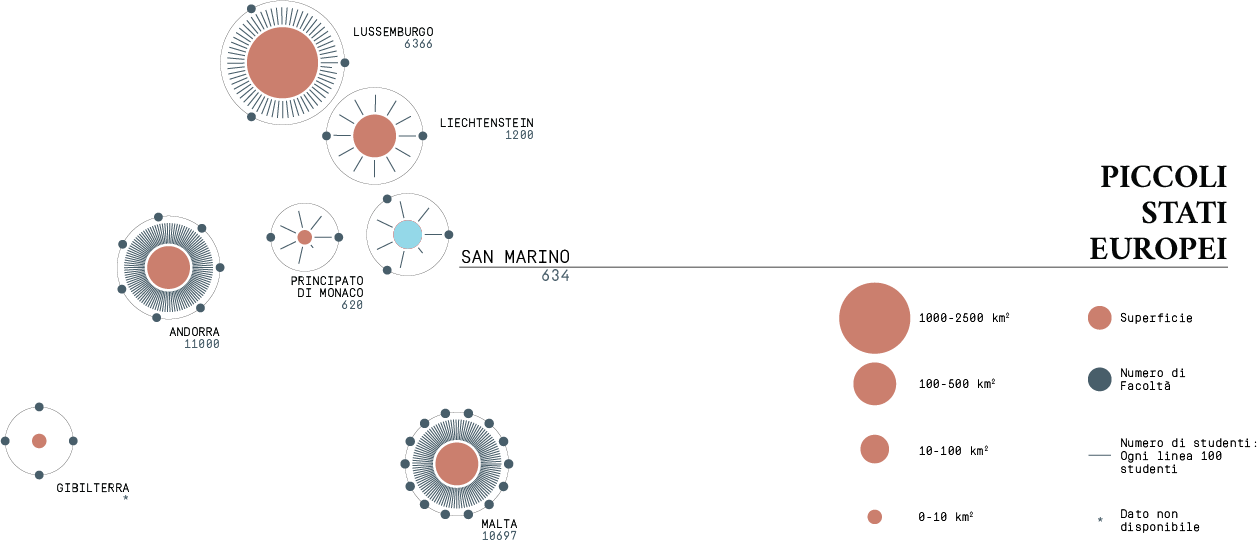 LUSSEMBURGO
6366
LIECHTENSTEIN
1200
PICCOLI
STATI
EUROPEI
SAN MARINO
634
PRINCIPATO
DI MONACO
620
ANDORRA
11000
GIBILTERRA
*
MALTA
10697
1000-2500 km²
100-500 km²
10-100 km²
0-10 km²
Superficie
Numero di
Facoltà
Numero di studenti:
Ogni linea 100
studenti
* Dato non
disponibile